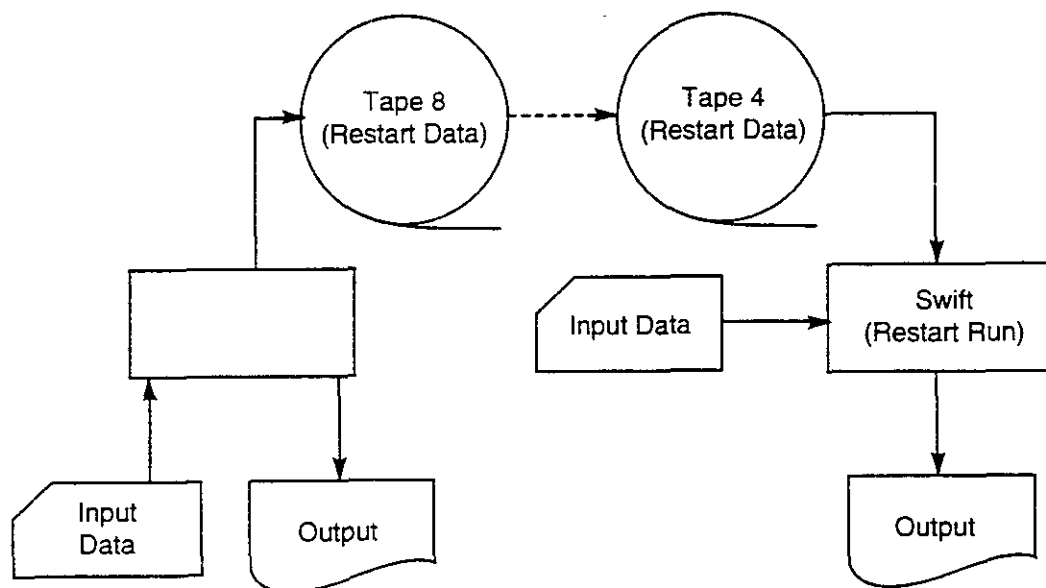 Tape 8
(Restart Data)
Tape 4
(Restart Data)
Input Data
Swift
(Restart Run)
Input
Data
Output
Output